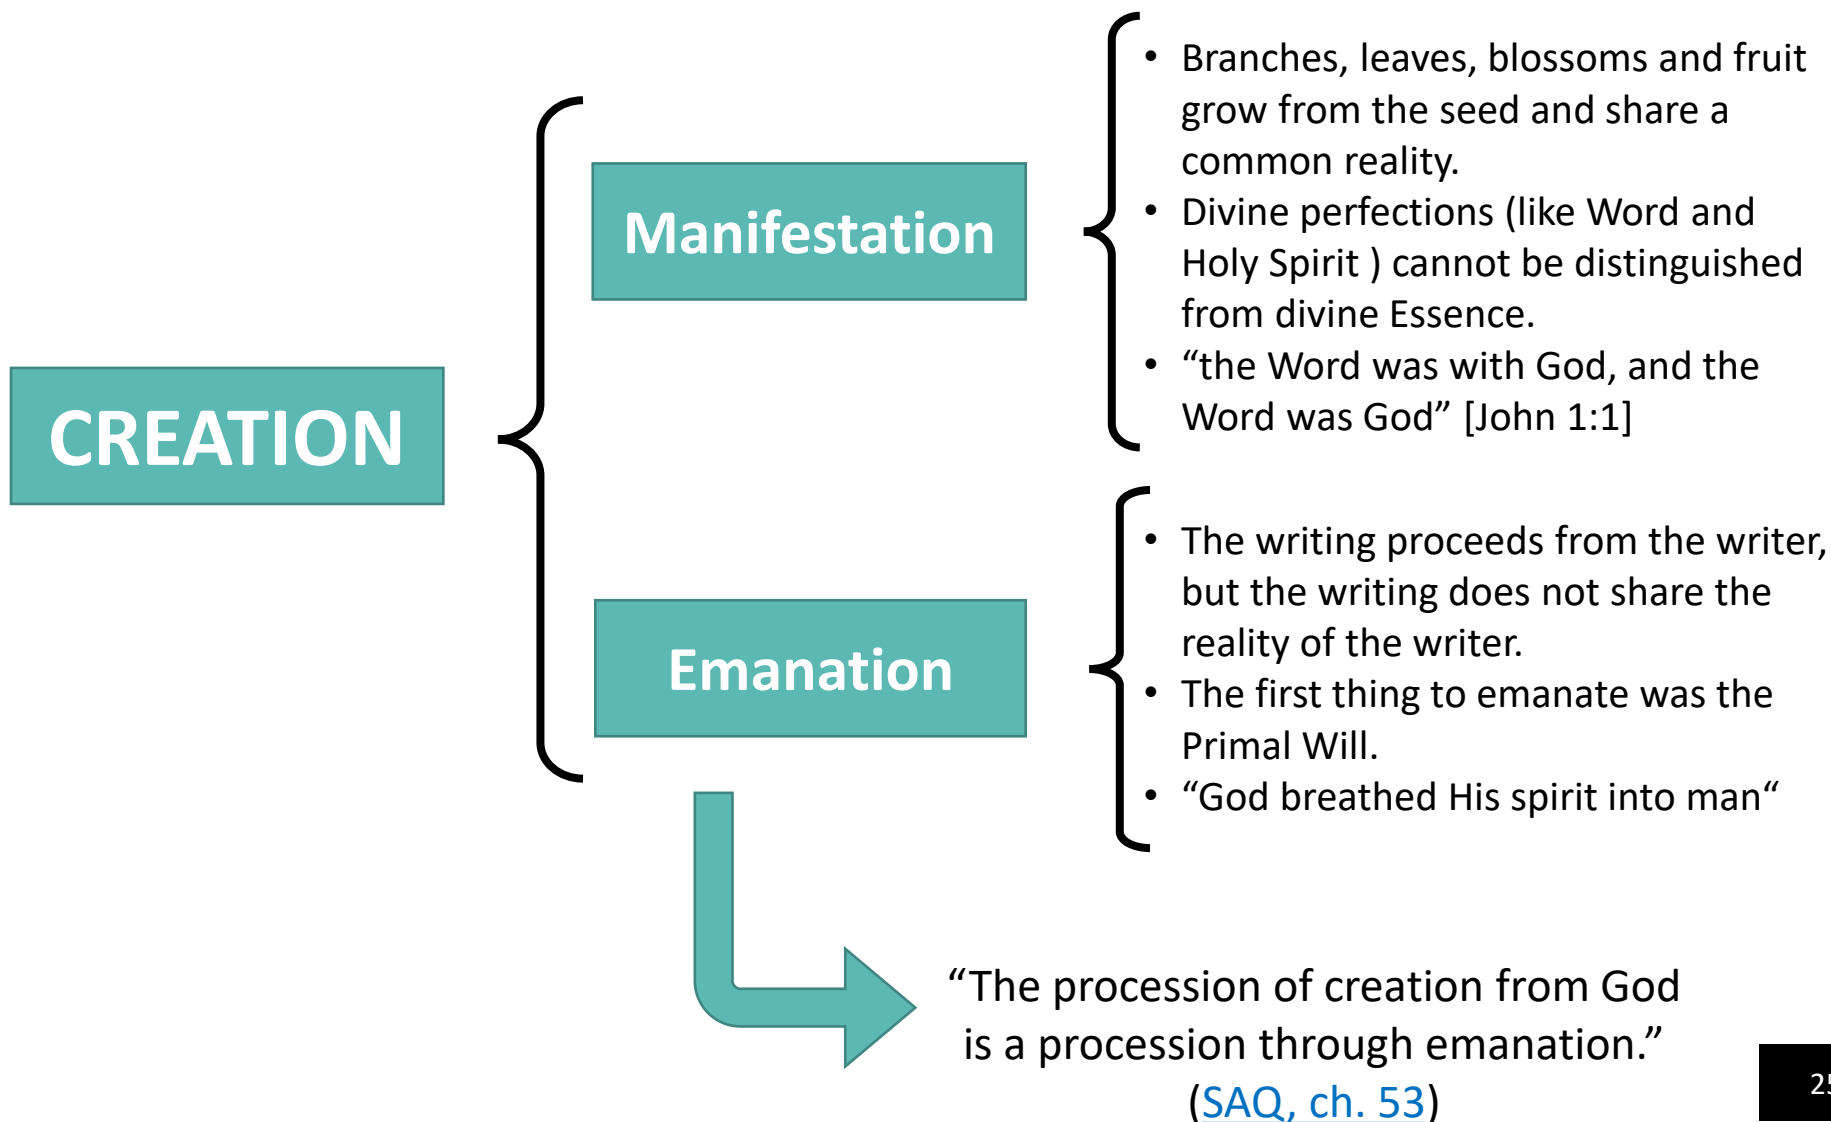 CREATION
Manifestation
• Branches, leaves, blossoms and fruit
grow from the seed and share a
common reality.
• Divine perfections (like Word and
Holy Spirit ) cannot be distinguished
from divine Essence.
• “the Word was with God, and the
Word was God” [John 1:1]
Emanation
• The writing proceeds from the writer,
but the writing does not share the
reality of the writer.
• The first thing to emanate was the
Primal Will.
• “God breathed His spirit into man“
“The procession of creation from God
is a procession through emanation.”
(SAQ, ch. 53)
25